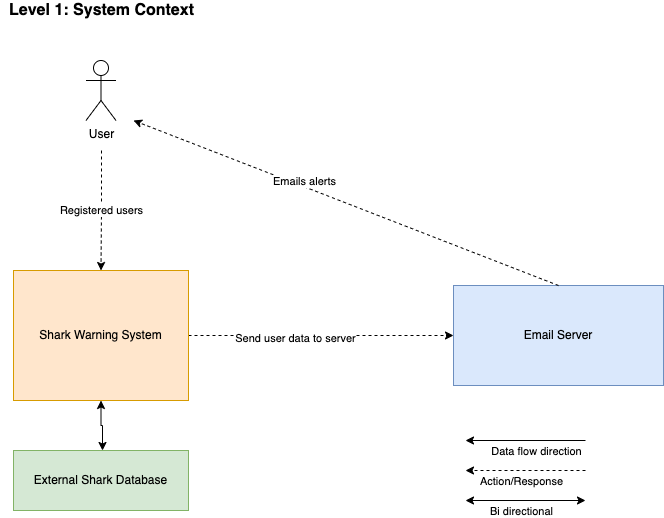 Level 1: System Context
User
Emails alerts
Registered users
Shark Warning System
Send user data to server
Email Server
External Shark Database
Data flow direction
Action/Response
Bi directional